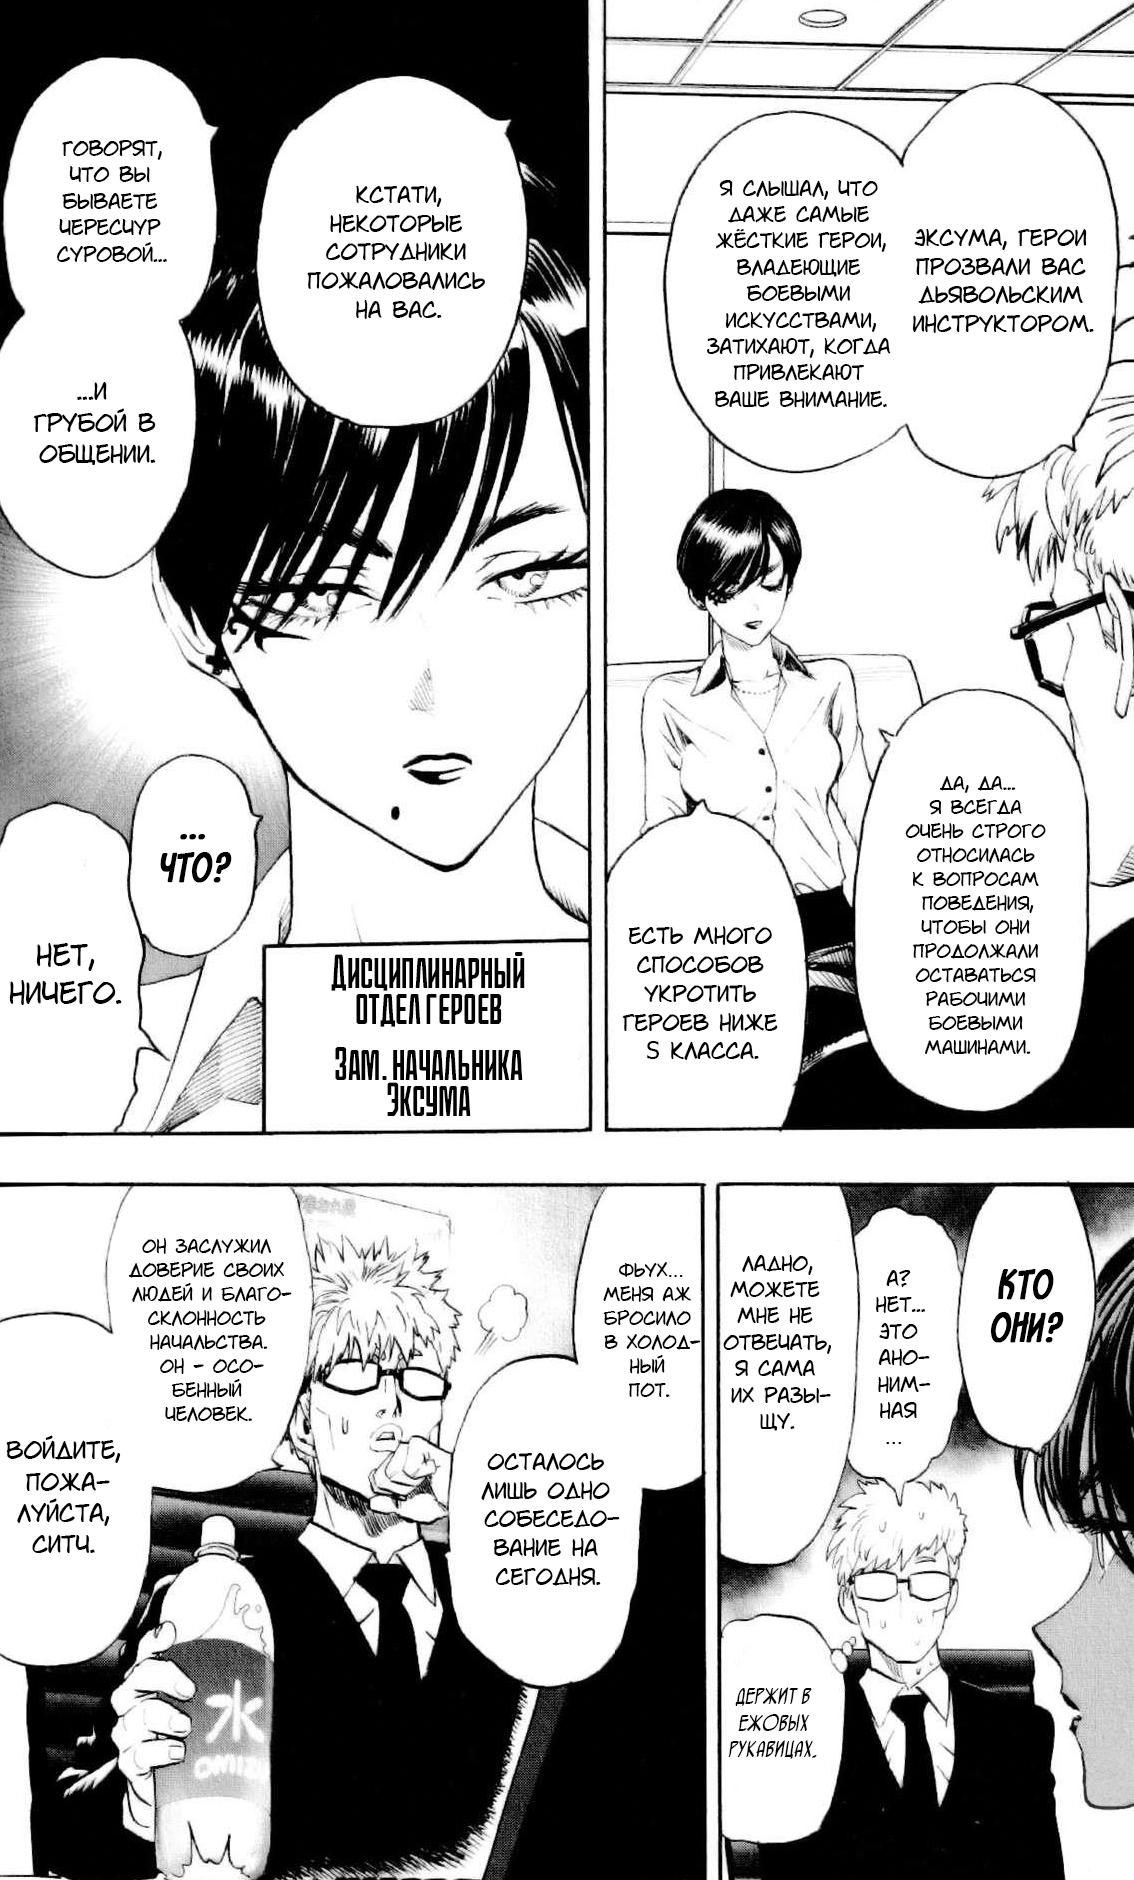 ЭКСУМА, ГЕРОИ
ПРОЗВАЛИ ВАС
ДЬЯВОЛЬСКИМ
ИНСТРУКТОРОМ.
Я СЛЫШАЛ, ЧТО
ДАЖЕ САМЫЕ
ЖЁСТКИЕ ГЕРОИ,
ВЛАДЕЮЩИЕ
БОЕВЫМИ
ИСКУССТВАМИ,
ЗАТИХАЮТ, КОГДА
ПРИВЛЕКАЮТ
ВАШЕ ВНИМАНИЕ.
ДА, ДА...
Я ВСЕГДА
ОЧЕНЬ СТРОГО
ОТНОСИЛАСЬ
К ВОПРОСАМ
ПОВЕДЕНИЯ,
ЧТОБЫ ОНИ
ПРОДОЛЖАЛИ
ОСТАВАТЬСЯ
РАБОЧИМИ
БОЕВЫМИ
МАШИНАМИ.
ЕСТЬ МНОГО
СПОСОБОВ
УКРОТИТЬ
ГЕРОЕВ НИЖЕ
S КЛАССА.
КСТАТИ,
НЕКОТОРЫЕ
СОТРУДНИКИ
ПОЖАЛОВАЛИСЬ
НА ВАС.
ГОВОРЯТ,
ЧТО ВЫ
БЫВАЕТЕ
ЧЕРЕСЧУР
СУРОВОЙ...
...И
ГРУБОЙ В
ОБЩЕНИИ.
...
ЧТО?
НЕТ,
НИЧЕГО.
ДИСЦИПЛИНАРНЫЙ
ОТДЕЛ ГЕРОЕВ
ЗАМ. НАЧАЛЬНИКА
ЭКСУМА
КТО
ОНИ?
А?
НЕТ...
ЭТО
АНО-
НИМ-
НАЯ
...
ЛАДНО,
МОЖЕТЕ
МНЕ НЕ
ОТВЕЧАТЬ,
Я САМА
ИХ РАЗЫ-
ЩУ.
ДЕРЖИТ В
ЕЖОВЫХ
РУКАВИЦАХ.
ФЬУХ...
МЕНЯ АЖ
БРОСИЛО
В ХОЛОД-
НЫЙ
ПОТ.
ОСТАЛОСЬ
ЛИШЬ ОДНО
СОБЕСЕДО-
ВАНИЕ НА
СЕГОДНЯ.
ОН ЗАСЛУЖИЛ
ДОВЕРИЕ СВОИХ
ЛЮДЕЙ И БЛАГО-
СКЛОННОСТЬ
НАЧАЛЬСТВА.
ОН - ОСО-
БЕННЫЙ
ЧЕЛОВЕК.
ВОЙДИТЕ,
ПОЖА-
ЛУЙСТА,
СИТЧ.
水
OMIZU